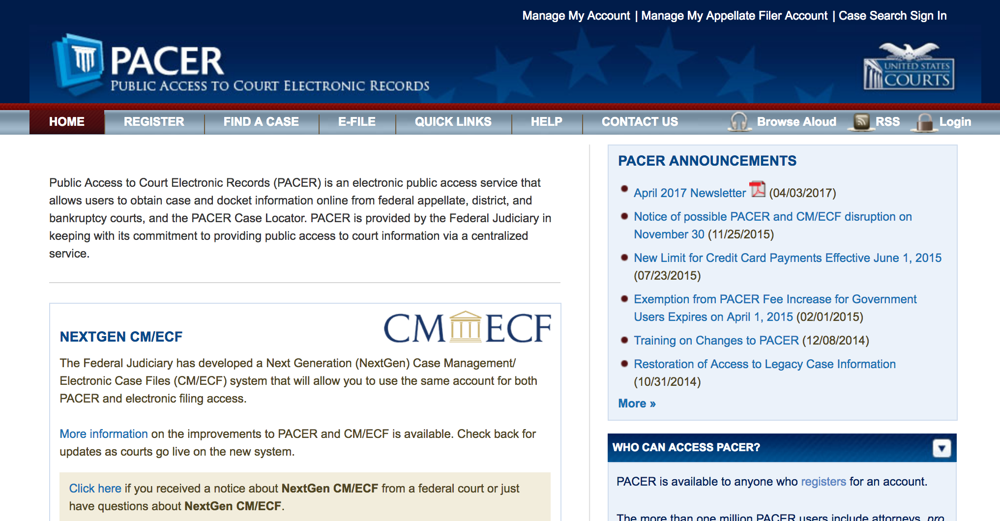 Manage My Account | Manage My Appellate Filer Account | Case Search Sign In
PACER
PUBLIC ACCESS TO COURT ELECTRONIC RECORDS
UNITED STATES
COURTS
HOME REGISTER FIND A CASE E-FILE QUICK LINKS HELP CONTACT US Browse Aloud RSS Login
Public Access to Court Electronic Records (PACER) is an electronic public access service that
allows users to obtain case and docket information online from federal appellate, district, and
bankruptcy courts, and the PACER Case Locator. PACER is provided by the Federal Judiciary in
keeping with its commitment to providing public access to court information via a centralized
service.
CM ECF
NEXTGEN CM/ECF
The Federal Judiciary has developed a Next Generation (NextGen) Case Management/
Electronic Case Files (CM/ECF) system that will allow you to use the same account for both
PACER and electronic filing access.
More information on the improvements to PACER and CM/ECF is available. Check back for
updates as courts go live on the new system.
Click here if you received a notice about NextGen CM/ECF from a federal court or just
have questions about NextGen CM/ECF.
PACER ANNOUNCEMENTS
April 2017 Newsletter (04/03/2017)
Notice of possible PACER and CM/ECF disruption on
November 30 (11/25/2015)
New Limit for Credit Card Payments Effective June 1, 2015
(07/23/2015)
Exemption from PACER Fee Increase for Government
Users Expires on April 1, 2015 (02/01/2015)
Training on Changes to PACER (12/08/2014)
Restoration of Access to Legacy Case Information
(10/31/2014)
More »
WHO CAN ACCESS PACER?
PACER is available to anyone who registers for an account.
The more than one million PACER users include attorneys, pro